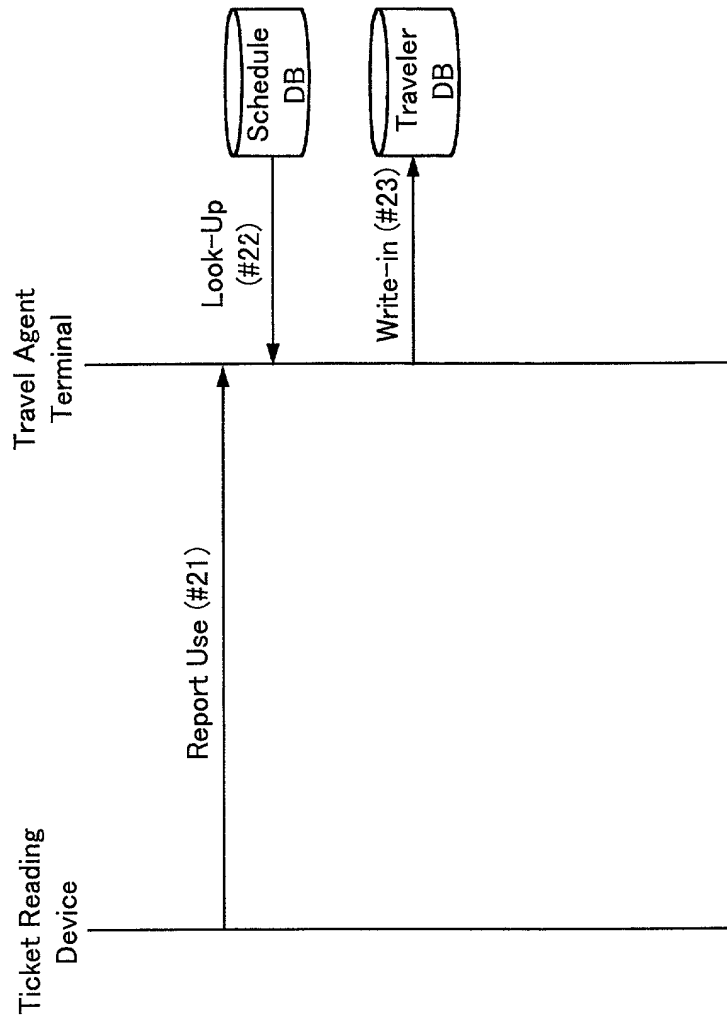 Ticket Reading
Device
Travel Agent
Terminal
Report Use (#21)
Look-Up
(#22)
Schedule
DB
Write-in (#23)
Traveler
DB